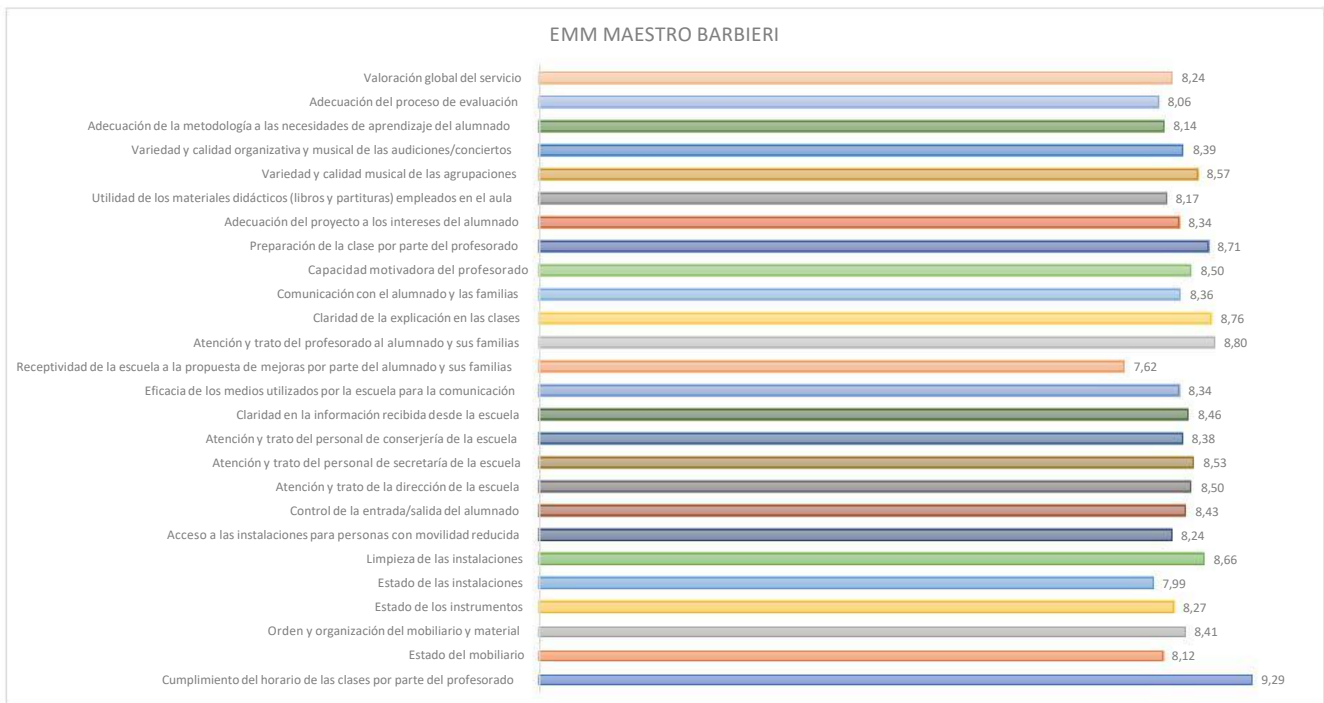 EMM MAESTRO BARBIERI
Valoración global del servicio 8,24
Adecuación del proceso de evaluación 8,06
Adecuación de la metodología a las necesidades de aprendizaje del alumnado 8,14
Variedad y calidad organizativa y musical de las audiciones/conciertos 8,39
Variedad y calidad musical de las agrupaciones 8,57
Utilidad de los materiales didácticos (libros y partituras) empleados en el aula 8,17
Adecuación del proyecto a los intereses del alumnado 8,34
Preparación de la clase por parte del profesorado 8,71
Capacidad motivadora del profesorado 8,50
Comunicación con el alumnado y las familias 8,36
Claridad de la explicación en las clases 8,76
Atención y trato del profesorado al alumnado y sus familias 8,80
Receptividad de la escuela a la propuesta de mejoras por parte del alumnado y sus familias 7,62
Eficacia de los medios utilizados por la escuela para la comunicación 8,34
Claridad en la información recibida desde la escuela 8,46
Atención y trato del personal de conserjería de la escuela 8,38
Atención y trato del personal de secretaría de la escuela 8,53
Atención y trato de la dirección de la escuela 8,50
Control de la entrada/salida del alumnado 8,43
Acceso a las instalaciones para personas con movilidad reducida 8,24
Limpieza de las instalaciones 8,66
Estado de las instalaciones 7,99
Estado de los instrumentos 8,27
Orden y organización del mobiliario y material 8,41
Estado del mobiliario 8,12
Cumplimiento del horario de las clases por parte del profesorado 9,29